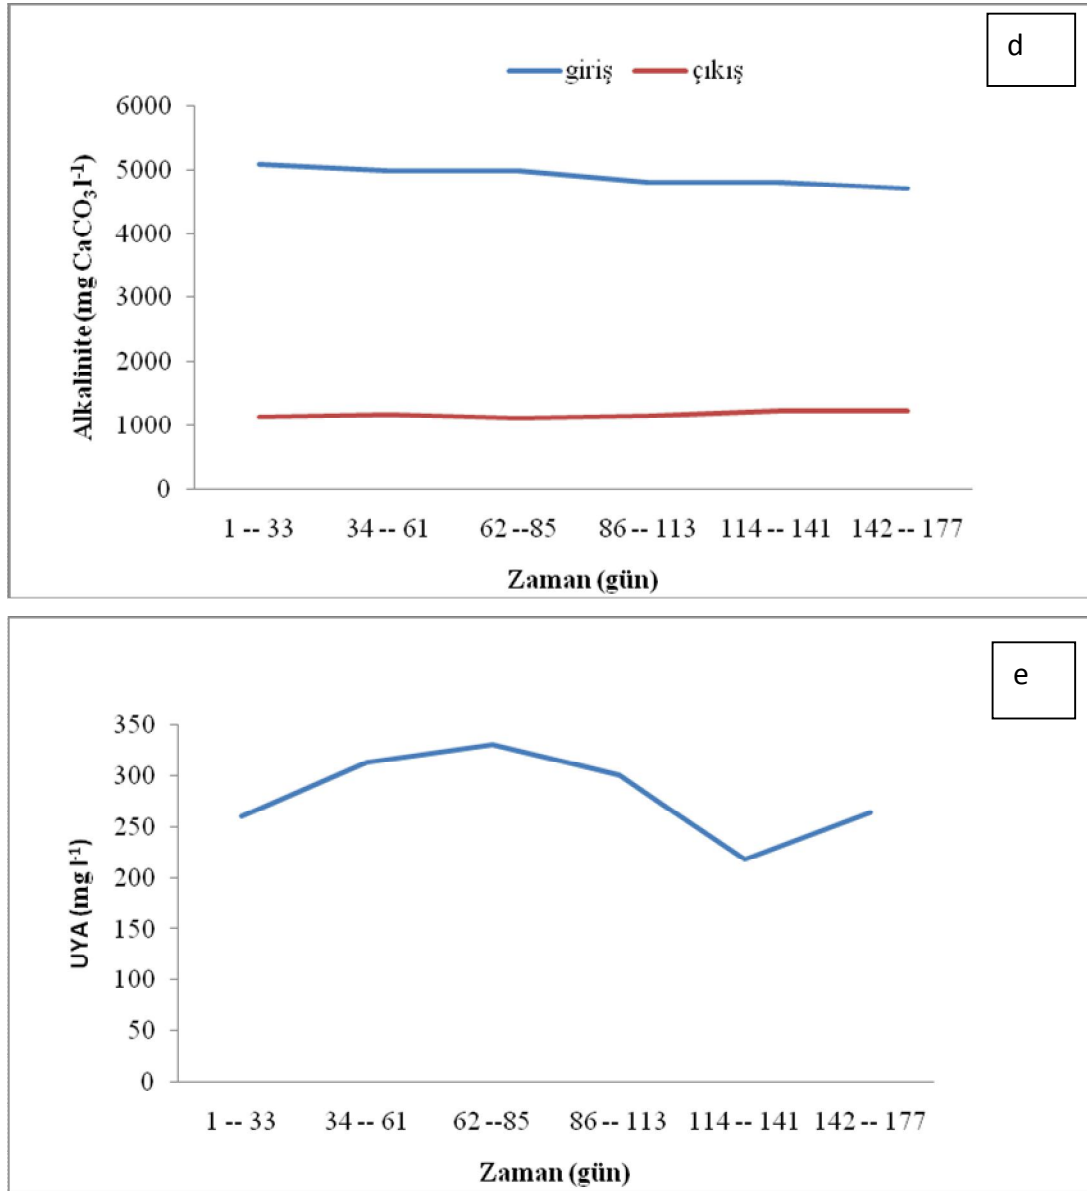 d
giriş çıkış
6000
5000
4000
3000
2000
1000
0
Alkalinite (mg CaCO₃ l⁻¹)
1 -- 33 34 -- 61 62 --85 86 -- 113 114 -- 141 142 -- 177
Zaman (gün)
e
350
300
250
200
150
100
50
0
UYA (mg l⁻¹)
1 -- 33 34 -- 61 62 --85 86 -- 113 114 -- 141 142 -- 177
Zaman (gün)